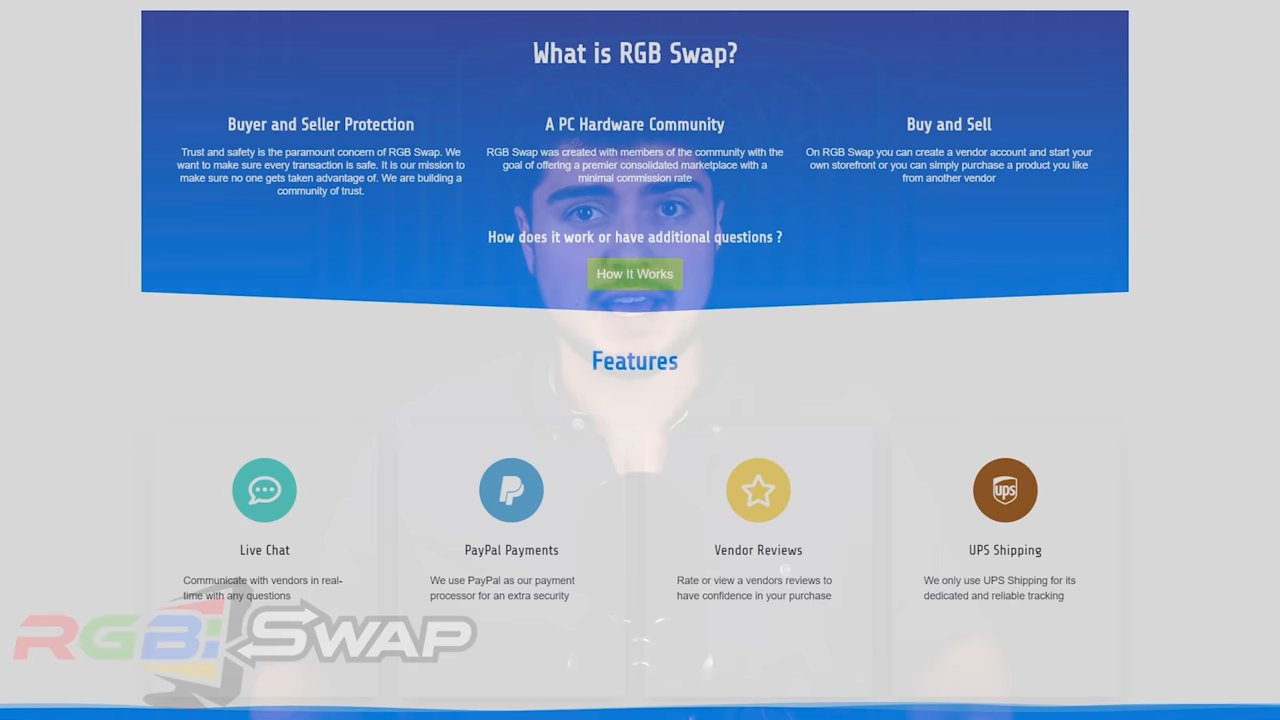 What is RGB Swap?
Buyer and Seller Protection
Trust and safety is the paramount concern of RGB Swap. We
want to make sure every transaction is safe. It is our mission to
make sure no one gets taken advantage of. We are building a
community of trust.
A PC Hardware Community
RGB Swap was created with members of the community with the
goal of offering a premier consolidated marketplace with a
minimal commission rate
Buy and Sell
On RGB Swap you can create a vendor account and start your
own storefront or you can simply purchase a product you like
from another vendor
How does it work or have additional questions ?
How It Works
Features
Live Chat
Communicate with vendors in real-
time with any questions
PayPal Payments
We use PayPal as our payment
processor for an extra security
Vendor Reviews
Rate or view a vendors reviews to
have confidence in your purchase
ups
UPS Shipping
We only use UPS Shipping for its
dedicated and reliable tracking
RGB SWAP